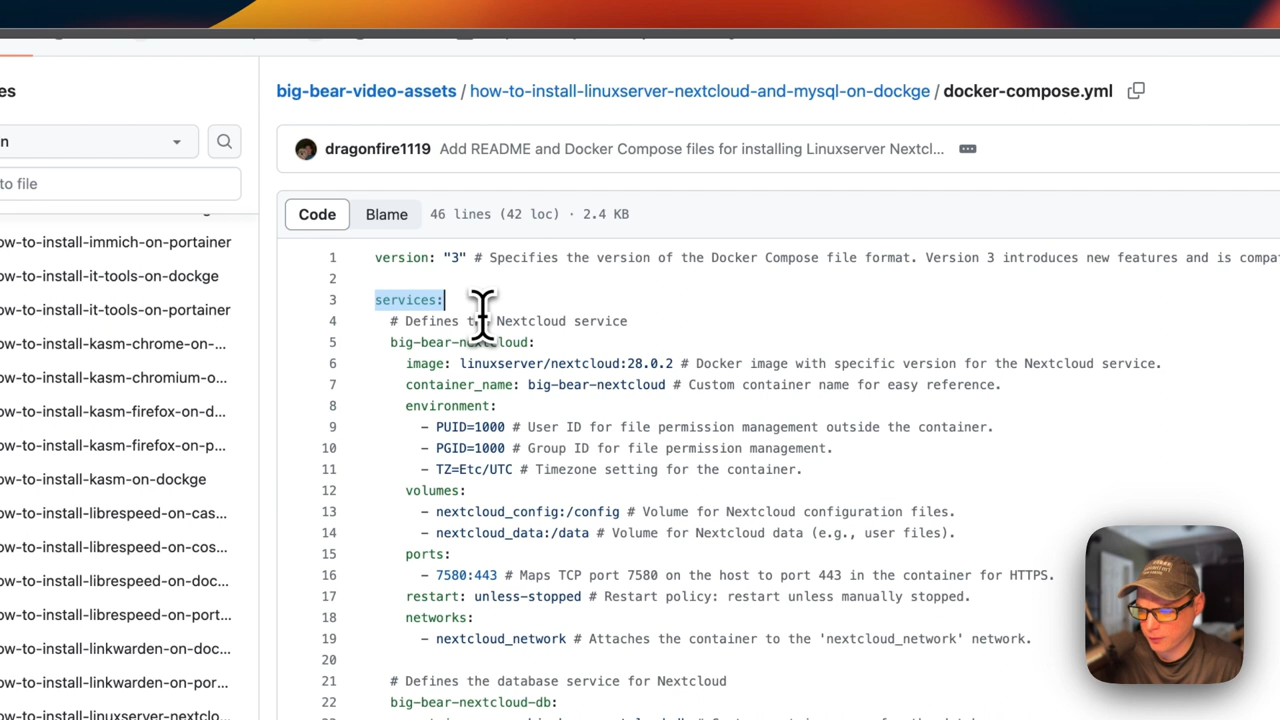 es
big-bear-video-assets / how-to-install-linuxserver-nextcloud-and-mysql-on-dockge / docker-compose.yml
n
dragonfire1119 Add README and Docker Compose files for installing Linuxserver Nextcl...
to file
Code Blame 46 lines (42 loc) · 2.4 KB
ow-to-install-immich-on-portainer
ow-to-install-it-tools-on-dockge
ow-to-install-it-tools-on-portainer
ow-to-install-kasm-chrome-on-...
ow-to-install-kasm-chromium-o...
ow-to-install-kasm-firefox-on-d...
ow-to-install-kasm-firefox-on-p...
ow-to-install-kasm-on-dockge
ow-to-install-librespeed-on-cas...
ow-to-install-librespeed-on-cos...
ow-to-install-librespeed-on-doc...
ow-to-install-librespeed-on-port...
ow-to-install-linkwarden-on-doc...
ow-to-install-linkwarden-on-por...
ow-to-install-linuxserver-nextclo...
1 version: "3" # Specifies the version of the Docker Compose file format. Version 3 introduces new features and is compa
2
3 services:
4 # Defines the Nextcloud service
5 big-bear-nextcloud:
6 image: linuxserver/nextcloud:28.0.2 # Docker image with specific version for the Nextcloud service.
7 container_name: big-bear-nextcloud # Custom container name for easy reference.
8 environment:
9 - PUID=1000 # User ID for file permission management outside the container.
10 - PGID=1000 # Group ID for file permission management.
11 - TZ=Etc/UTC # Timezone setting for the container.
12 volumes:
13 - nextcloud_config:/config # Volume for Nextcloud configuration files.
14 - nextcloud_data:/data # Volume for Nextcloud data (e.g., user files).
15 ports:
16 - 7580:443 # Maps TCP port 7580 on the host to port 443 in the container for HTTPS.
17 restart: unless-stopped # Restart policy: restart unless manually stopped.
18 networks:
19 - nextcloud_network # Attaches the container to the 'nextcloud_network' network.
20
21 # Defines the database service for Nextcloud
22 big-bear-nextcloud-db: